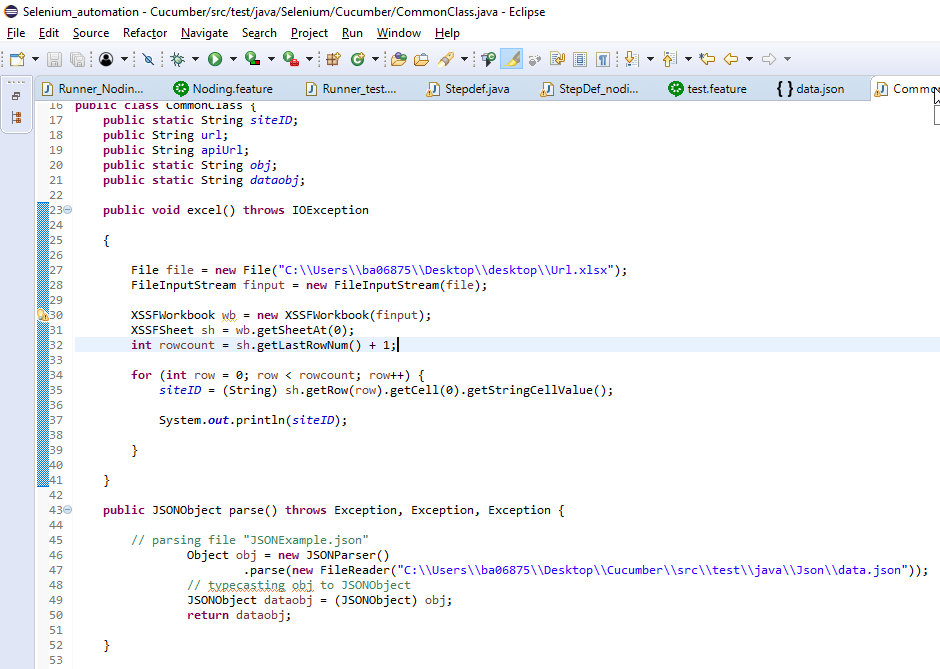 Selenium_automation - Cucumber/src/test/java/Selenium/Cucumber/CommonClass.java - Eclipse
File Edit Source Refactor Navigate Search Project Run Window Help
Runner_Nodin... Noding.feature Runner_test.... Stepdef.java StepDef_nodi... test.feature { } data.json Commo
16 public class CommonClass {
17 public static String siteID;
18 public String url;
19 public String apiUrl;
20 public static String obj;
21 public static String dataobj;
22
23 public void excel() throws IOException
24
25 {
26
27 File file = new File("C:\\Users\\ba06875\\Desktop\\desktop\\Url.xlsx");
28 FileInputStream finput = new FileInputStream(file);
29
30 XSSFWorkbook wb = new XSSFWorkbook(finput);
31 XSSFSheet sh = wb.getSheetAt(0);
32 int rowcount = sh.getLastRowNum() + 1;
33
34 for (int row = 0; row < rowcount; row++) {
35 siteID = (String) sh.getRow(row).getCell(0).getStringCellValue();
36
37 System.out.println(siteID);
38
39 }
40
41 }
42
43 public JSONObject parse() throws Exception, Exception, Exception {
44
45 // parsing file "JSONExample.json"
46 Object obj = new JSONParser()
47 .parse(new FileReader("C:\\Users\\ba06875\\Desktop\\Cucumber\\src\\test\\java\\Json\\data.json"));
48 // typecasting obj to JSONObject
49 JSONObject dataobj = (JSONObject) obj;
50 return dataobj;
51
52 }
53